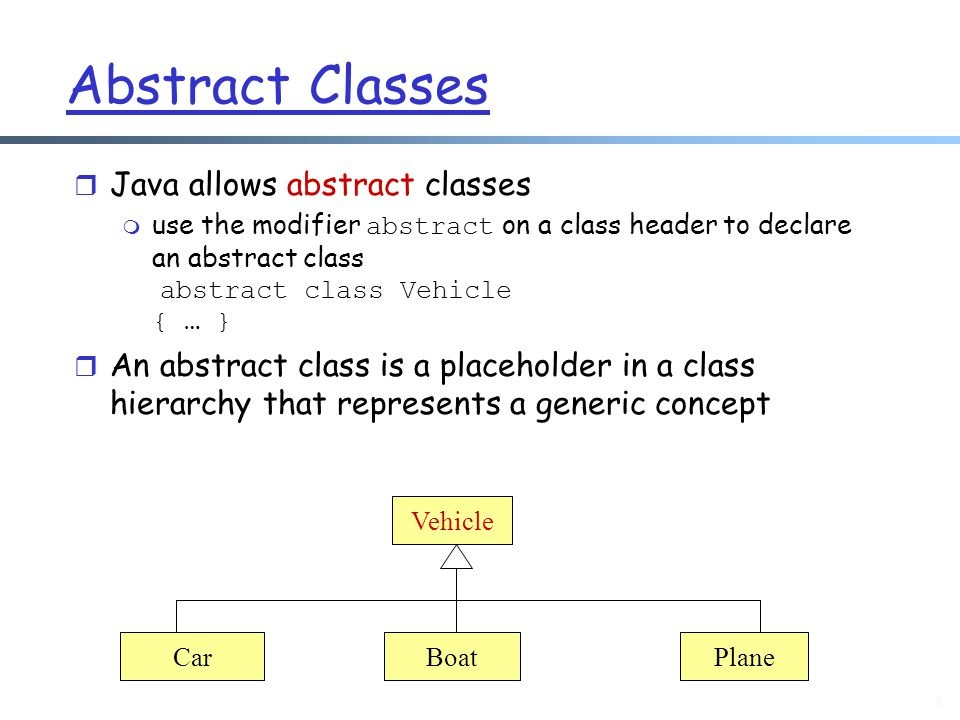 Abstract Classes
Java allows abstract classes
use the modifier abstract on a class header to declare
an abstract class
abstract class Vehicle
{ … }
An abstract class is a placeholder in a class
hierarchy that represents a generic concept
Vehicle
Car
Boat
Plane